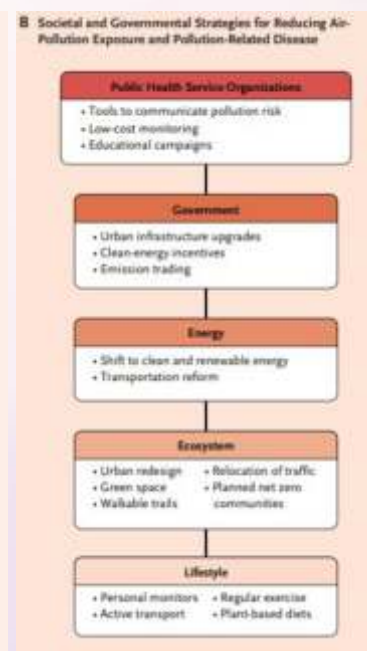 B Societal and Governmental Strategies for Reducing Air-
Pollution Exposure and Pollution-Related Disease
Public Health Service Organizations
• Tools to communicate pollution risk
• Low-cost monitoring
• Educational campaigns
Government
• Urban infrastructure upgrades
• Clean-energy incentives
• Emission trading
Energy
• Shift to clean and renewable energy
• Transportation reform
Ecosystem
• Urban redesign
• Green space
• Walkable trails
• Relocation of traffic
• Planned net zero
communities
Lifestyle
• Personal monitors
• Active transport
• Regular exercise
• Plant-based diets